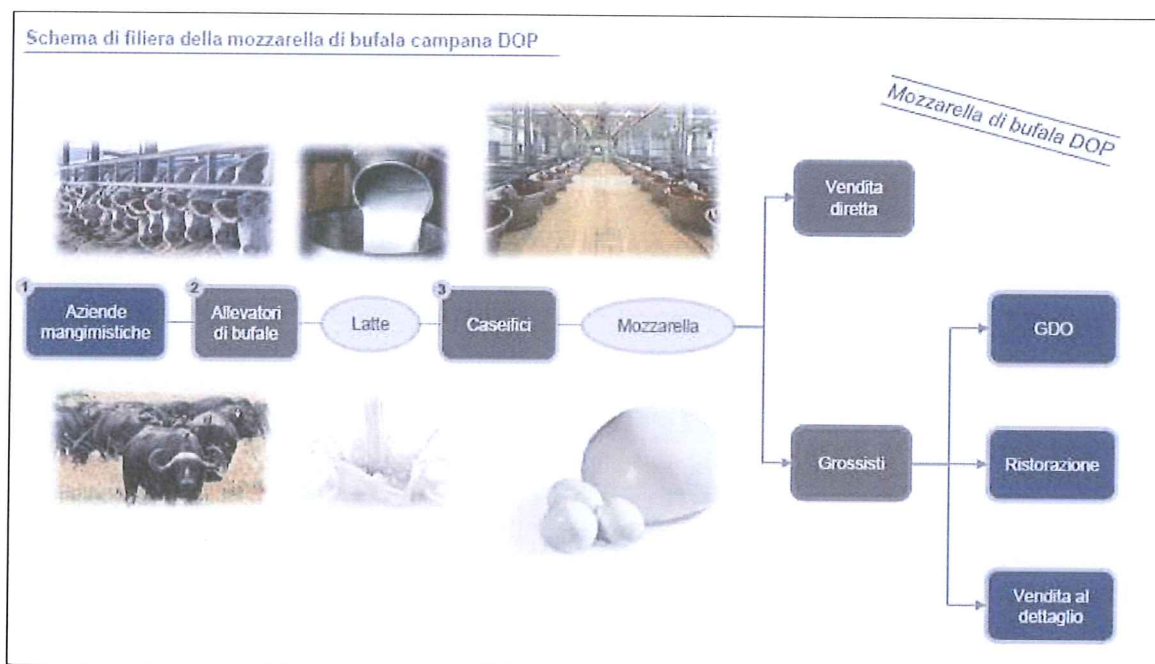 Schema di filiera della mozzarella di bufala campana DOP
Mozzarella di bufala DOP
Vendita
diretta
1
Aziende
mangimistiche
2
Allevatori
di bufale
Latte
3
Caseifici
Mozzarella
GDO
Grossisti
Ristorazione
Vendita al
dettaglio